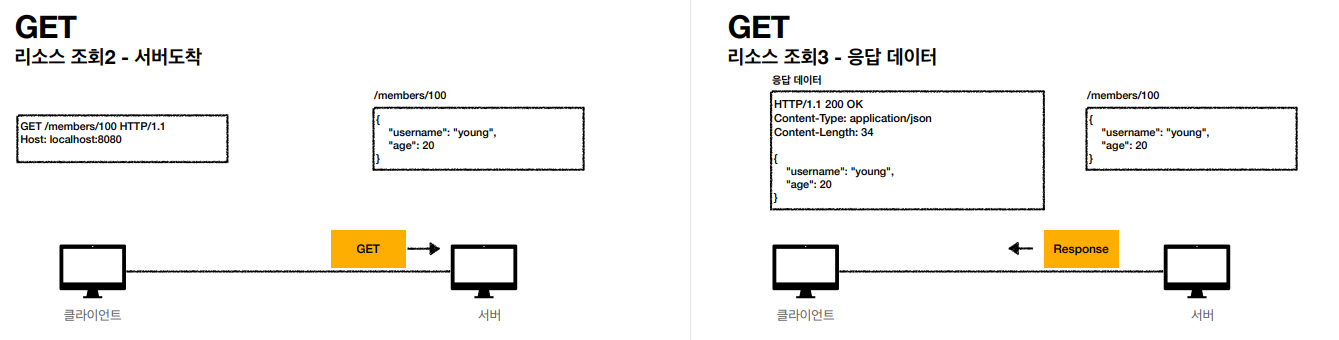 GET
리소스 조회2 - 서버도착
GET /members/100 HTTP/1.1
Host: localhost:8080
/members/100
{
"username": "young",
"age": 20
}
GET
클라이언트
서버
GET
리소스 조회3 - 응답 데이터
응답 데이터
HTTP/1.1 200 OK
Content-Type: application/json
Content-Length: 34
{
"username": "young",
"age": 20
}
/members/100
{
"username": "young",
"age": 20
}
Response
클라이언트
서버